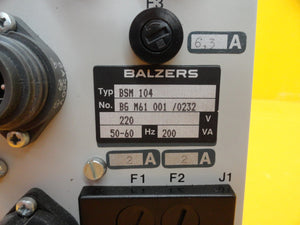 F3
6,3 A
BALZERS
Typ BSM 104
No. BG M61 001 /0232
220 V
50-60 Hz 200 VA
2 A 2 A
F1 F2 J1